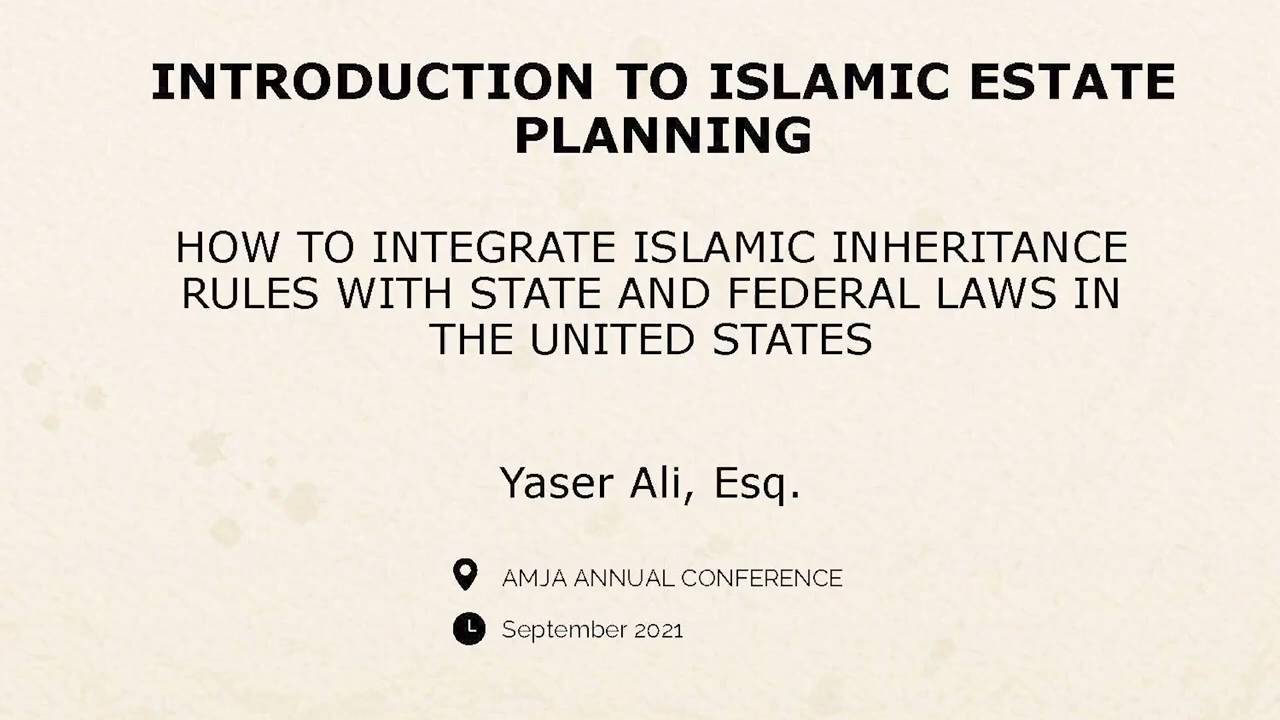 INTRODUCTION TO ISLAMIC ESTATE
PLANNING
HOW TO INTEGRATE ISLAMIC INHERITANCE
RULES WITH STATE AND FEDERAL LAWS IN
THE UNITED STATES
Yaser Ali, Esq.
AMJA ANNUAL CONFERENCE
September 2021